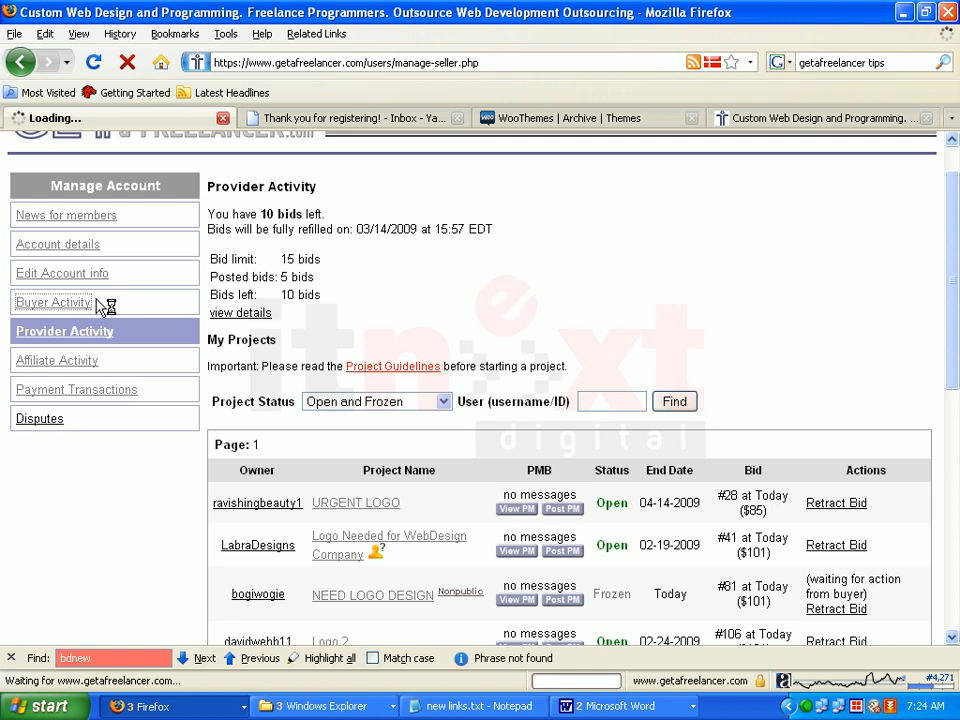 Custom Web Design and Programming. Freelance Programmers. Outsource Web Development Outsourcing - Mozilla Firefox
File Edit View History Bookmarks Tools Help Related Links
https://www.getafreelancer.com/users/manage-seller.php
getafreelancer tips
Most Visited Getting Started Latest Headlines
Loading... Thank you for registering! - Inbox - Ya... WooThemes | Archive | Themes Custom Web Design and Programming. ...
Manage Account
News for members
Account details
Edit Account info
Buyer Activity
Provider Activity
Affiliate Activity
Payment Transactions
Disputes
Provider Activity
You have 10 bids left.
Bids will be fully refilled on: 03/14/2009 at 15:57 EDT
Bid limit: 15 bids
Posted bids: 5 bids
Bids left: 10 bids
view details
My Projects
Important: Please read the Project Guidelines before starting a project.
Project Status Open and Frozen User (username/ID) Find
Page: 1
Owner Project Name PMB Status End Date Bid Actions
ravishingbeauty1 URGENT LOGO no messages View PM Post PM Open 04-14-2009 #28 at Today ($85) Retract Bid
LabraDesigns Logo Needed for WebDesign Company no messages View PM Post PM Open 02-19-2009 #41 at Today ($101) Retract Bid
bogiwogie NEED LOGO DESIGN Nonpublic no messages View PM Post PM Frozen Today #81 at Today ($101) (waiting for action from buyer) Retract Bid
davidwebb11 Logo 2 no messages Open 02-24-2009 #106 at Today Retract Bid
itnext
digital
Find: bdnew Next Previous Highlight all Match case Phrase not found
Waiting for www.getafreelancer.com... www.getafreelancer.com #4,271
start 3 Firefox 3 Windows Explorer new links.txt - Notepad 2 Microsoft Word 7:24 AM